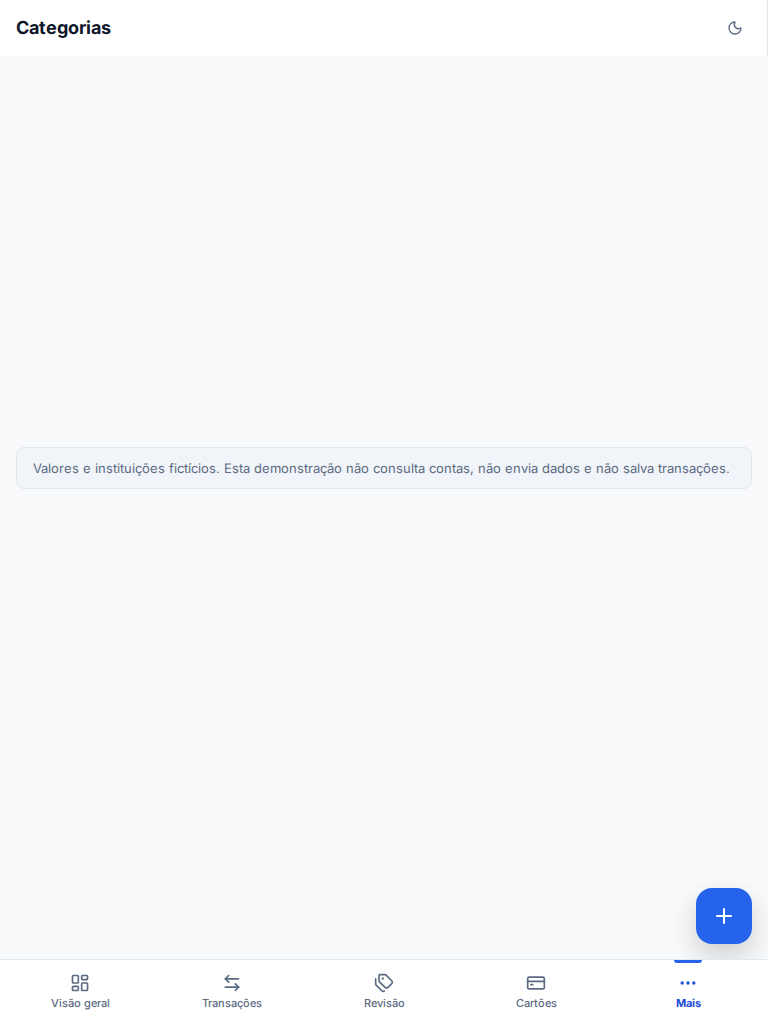 Categorias
Valores e instituições fictícios. Esta demonstração não consulta contas, não envia dados e não salva transações.
Visão geral
Transações
Revisão
Cartões
Mais